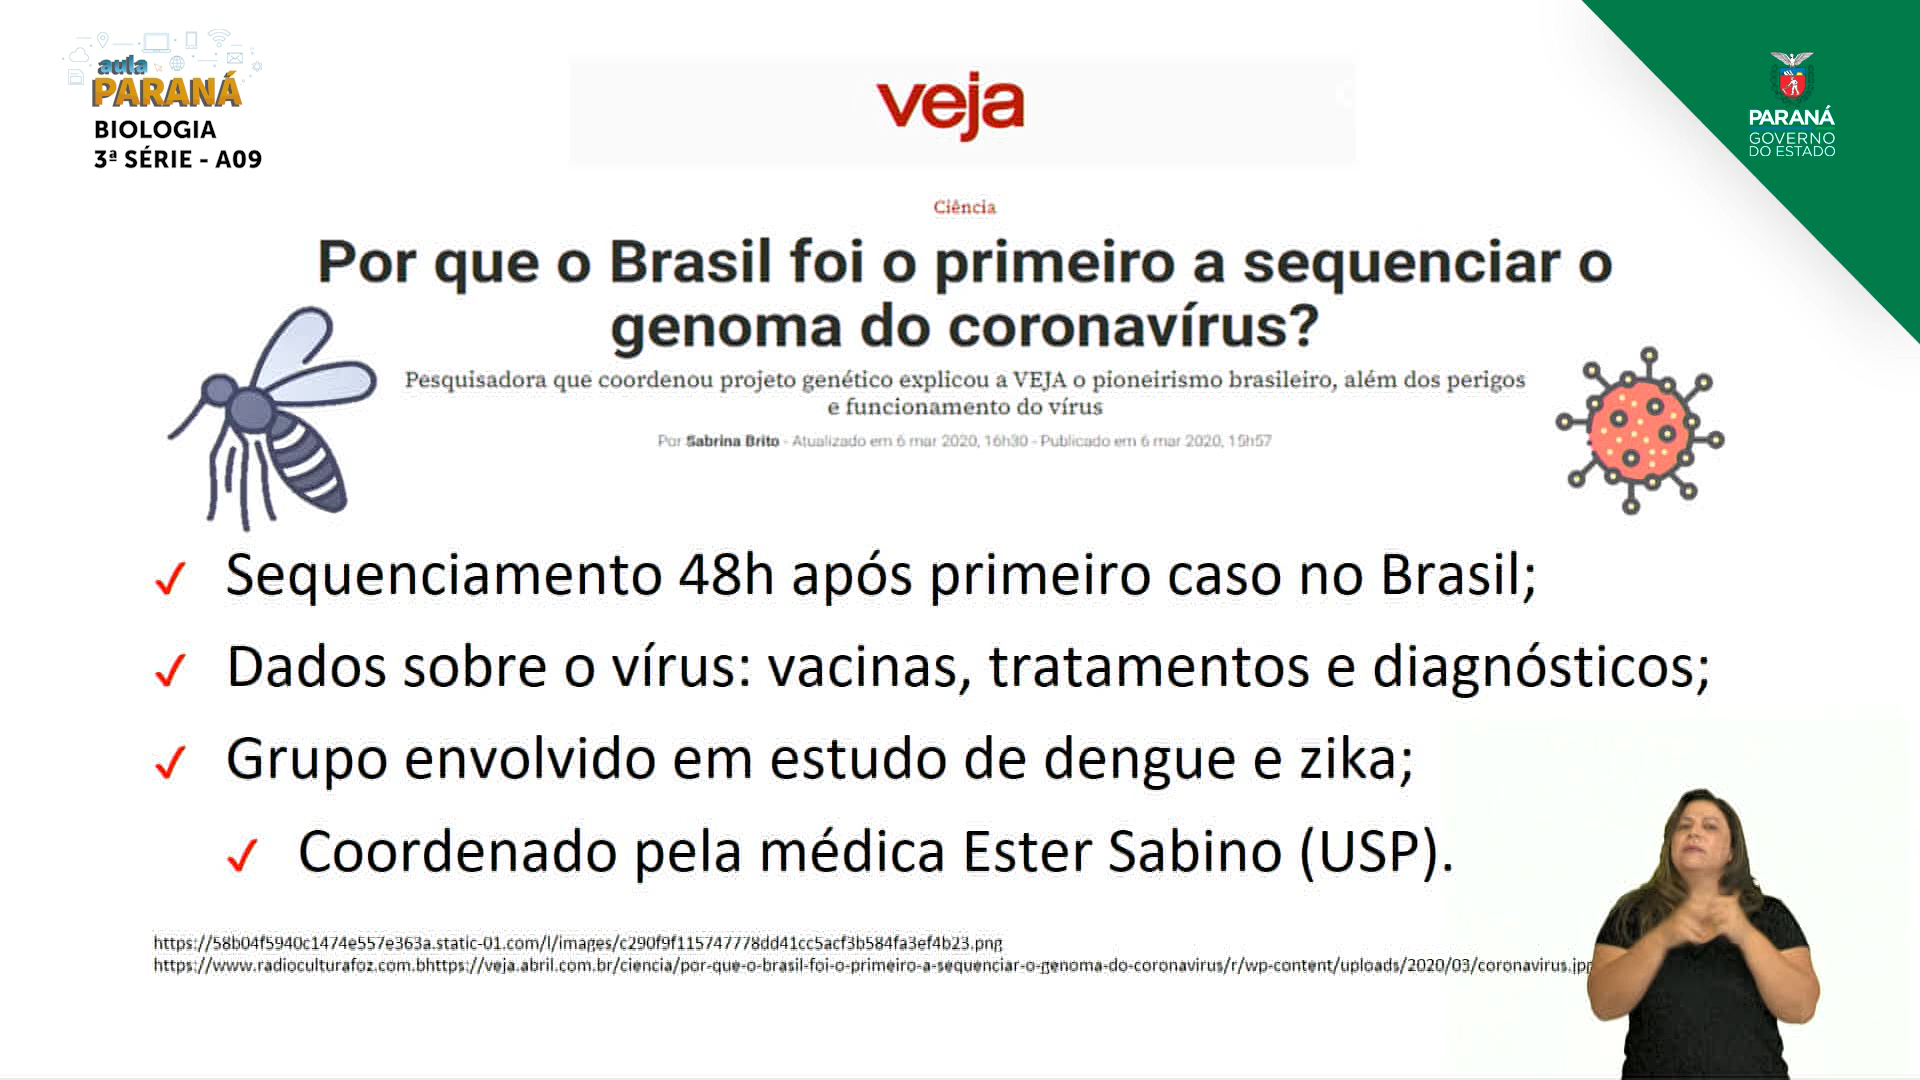 aula
PARANÁ
BIOLOGIA
3ª SÉRIE - A09
veja
PARANÁ
GOVERNO
DO ESTADO
Ciência
Por que o Brasil foi o primeiro a sequenciar o
genoma do coronavírus?
Pesquisadora que coordenou projeto genético explicou a VEJA o pioneirismo brasileiro, além dos perigos
e funcionamento do vírus
Por Sabrina Brito - Atualizado em 6 mar 2020, 16h30 - Publicado em 6 mar 2020, 15h57
✓ Sequenciamento 48h após primeiro caso no Brasil;
✓ Dados sobre o vírus: vacinas, tratamentos e diagnósticos;
✓ Grupo envolvido em estudo de dengue e zika;
✓ Coordenado pela médica Ester Sabino (USP).
https://58b04f5940c1474e557e363a.static-01.com/l/images/c290f9f115747778dd41cc5acf3b584fa3ef4b23.png
https://www.radioculturafoz.com.bhttps://veja.abril.com.br/ciencia/por-que-o-brasil-foi-o-primeiro-a-sequenciar-o-genoma-do-coronavirus/r/wp-content/uploads/2020/03/coronavirus.jpg